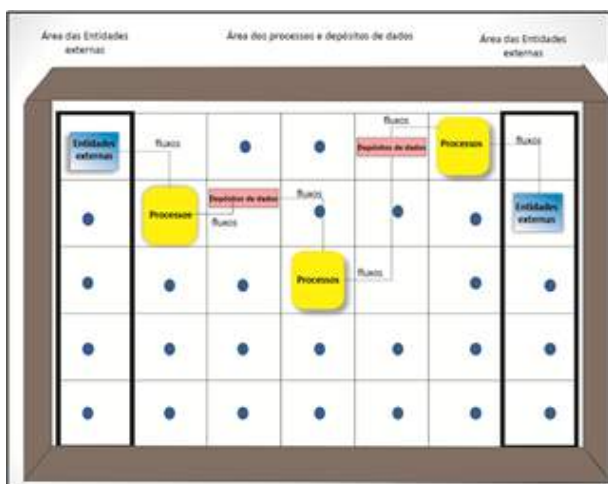 Área das Entidades
externas
Área dos processos e depósitos de dados
Área das Entidades
externas
fluxos
Processos
fluxos
Entidades
externas
fluxos
Depósitos de dados
Depósitos de dados
fluxos
Entidades
externas
Processos
fluxos
Processos
fluxos